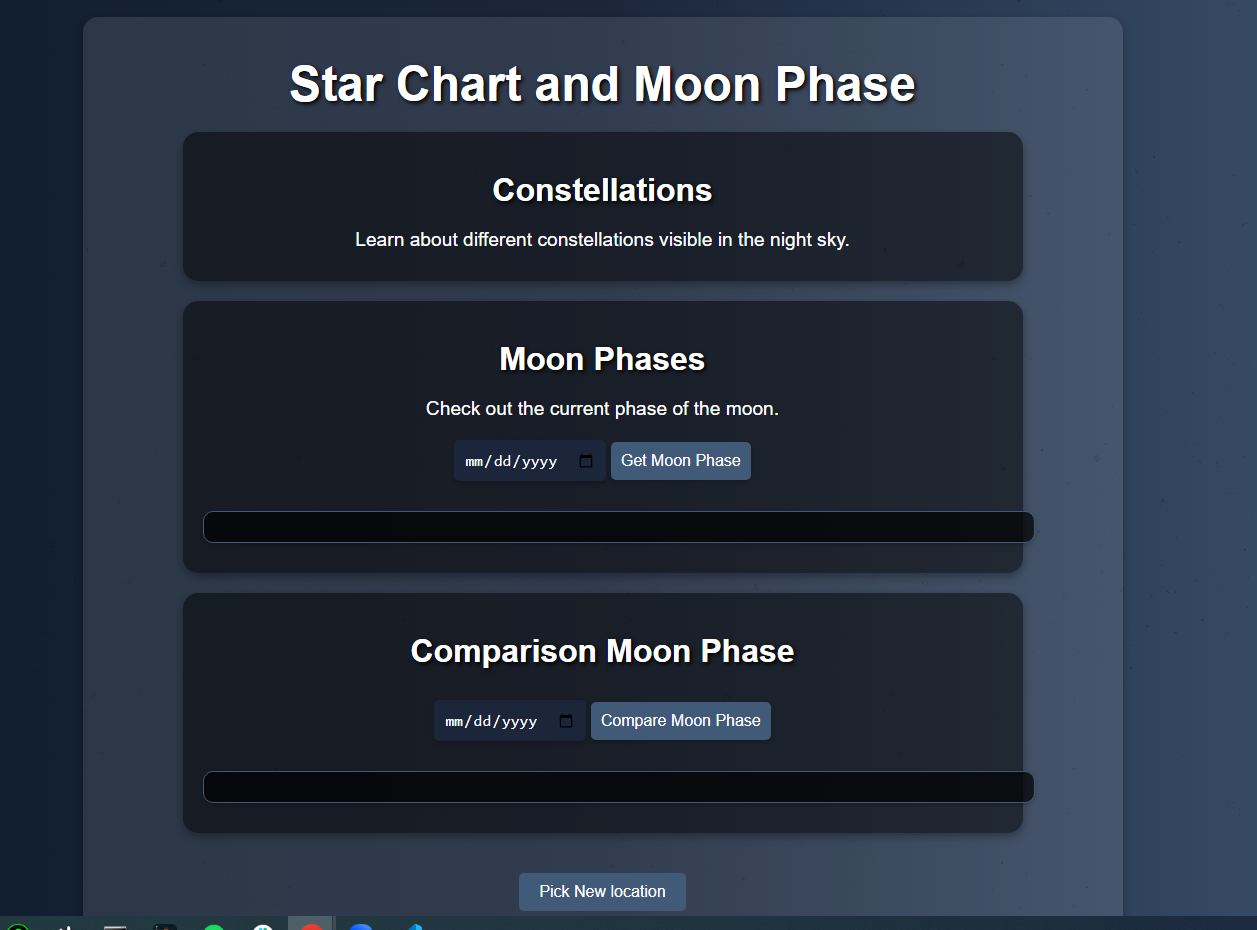 Star Chart and Moon Phase
Constellations
Learn about different constellations visible in the night sky.
Moon Phases
Check out the current phase of the moon.
mm/dd/yyyy Get Moon Phase
Comparison Moon Phase
mm/dd/yyyy Compare Moon Phase
Pick New location